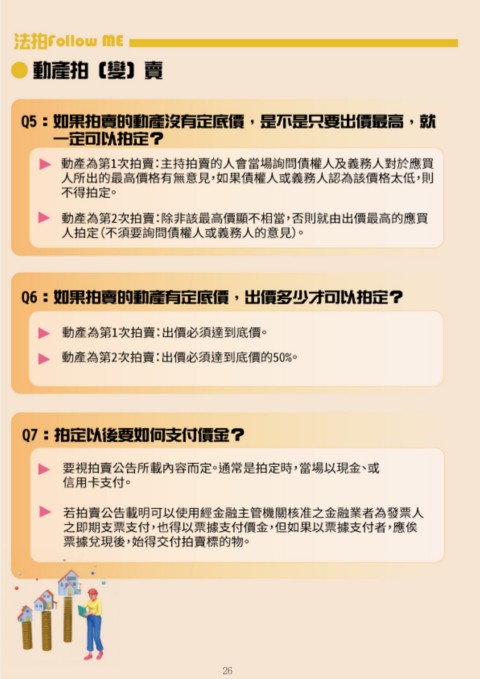 法拍Follow ME
動產拍(變)賣
Q5：如果拍賣的動產沒有定底價，是不是只要出價最高，就
一定可以拍定？
動產為第1次拍賣：主持拍賣的人會當場詢問債權人及義務人對於應買
人所出的最高價格有無意見，如果債權人或義務人認為該價格太低，則
不得拍定。
動產為第2次拍賣：除非該最高價顯不相當，否則就由出價最高的應買
人拍定（不須要詢問債權人或義務人的意見）。
Q6：如果拍賣的動產有定底價，出價多少才可以拍定？
動產為第1次拍賣：出價必須達到底價。
動產為第2次拍賣：出價必須達到底價的50%。
Q7：拍定以後要如何支付價金？
要視拍賣公告所載內容而定。通常是拍定時，當場以現金、或
信用卡支付。
若拍賣公告載明可以使用經金融主管機關核准之金融業者為發票人
之即期支票支付，也得以票據支付價金，但如果以票據支付者，應俟
票據兌現後，始得交付拍賣標的物。
26